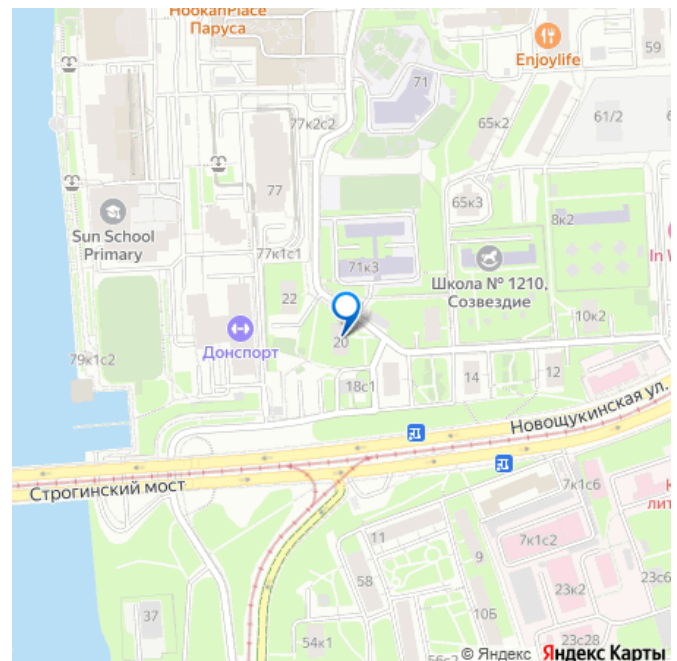 HookahPlace
Паруса
Enjoylife
59
71
77к2с2
65к2
61/2
77
65к3
Sun School
Primary
8к2
77к1с1
71к3
Школа № 1210,
Созвездие
22
10к2
20
Донспорт
79к1с2
14
12
18с1
Новощукинская ул.
Строгинский мост
7к1с6
11
7к1с2
9
58
23к2
10Б
37
54к1
23с28
© Яндекс
Яндекс Карты